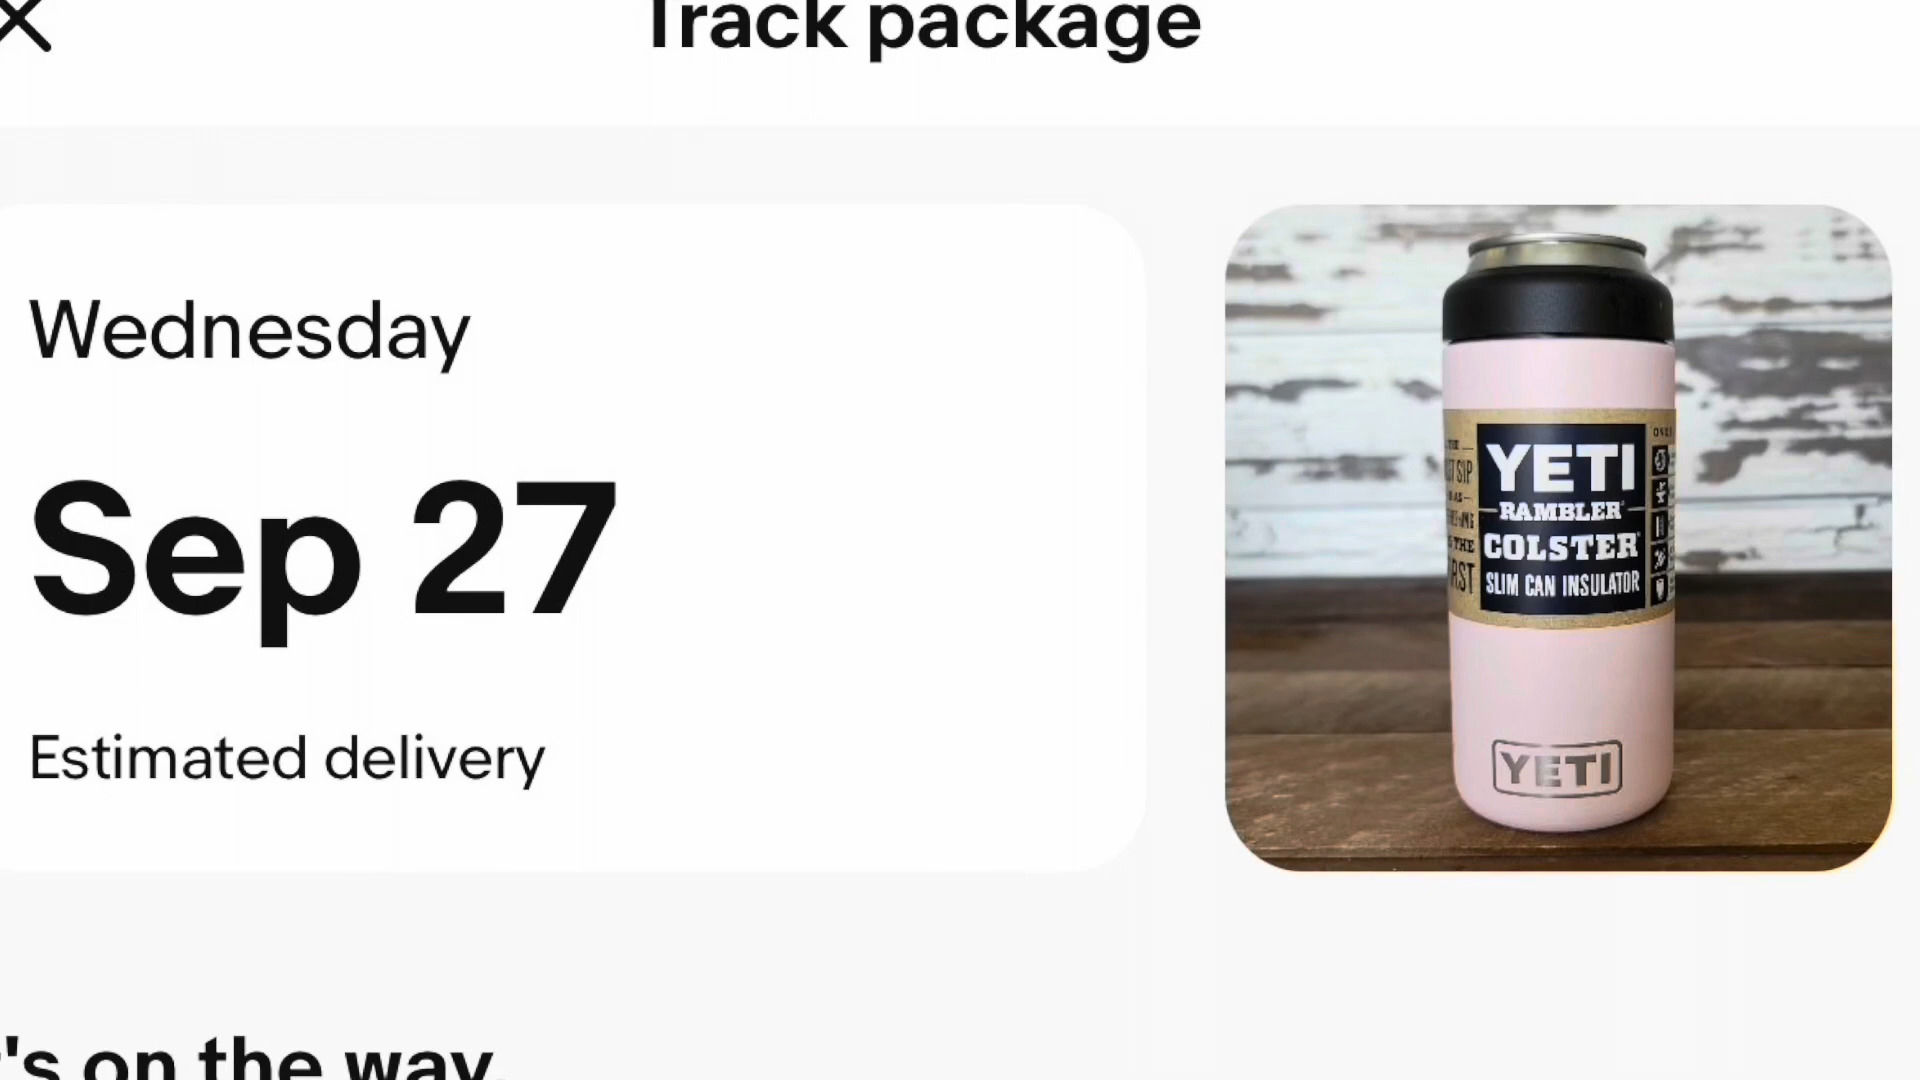 Track package
Wednesday
Sep 27
Estimated delivery
's on the way.
YETI
RAMBLER
COLSTER
SLIM CAN INSULATOR
YETI